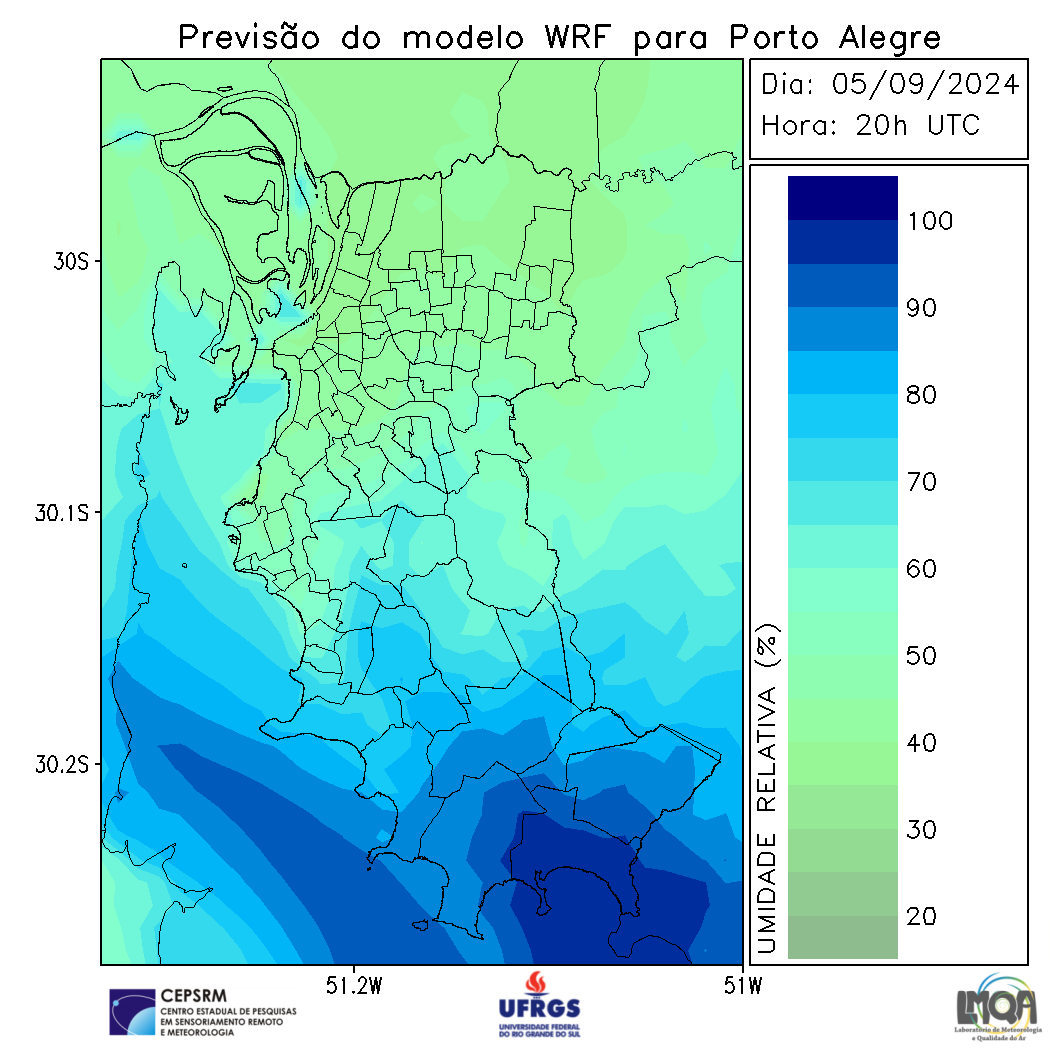 Previsão do modelo WRF para Porto Alegre
Dia: 05/09/2024
Hora: 20h UTC
30S
30.1S
30.2S
51.2W
51W
100
90
80
70
60
50
40
30
20
UMIDADE RELATIVA (%)
CEPSRM
CENTRO ESTADUAL DE PESQUISAS
EM SENSORIAMENTO REMOTO
E METEOROLOGIA
UFRGS
UNIVERSIDADE FEDERAL
DO RIO GRANDE DO SUL
LMQA
Laboratório de Meteorologia
e Qualidade do Ar